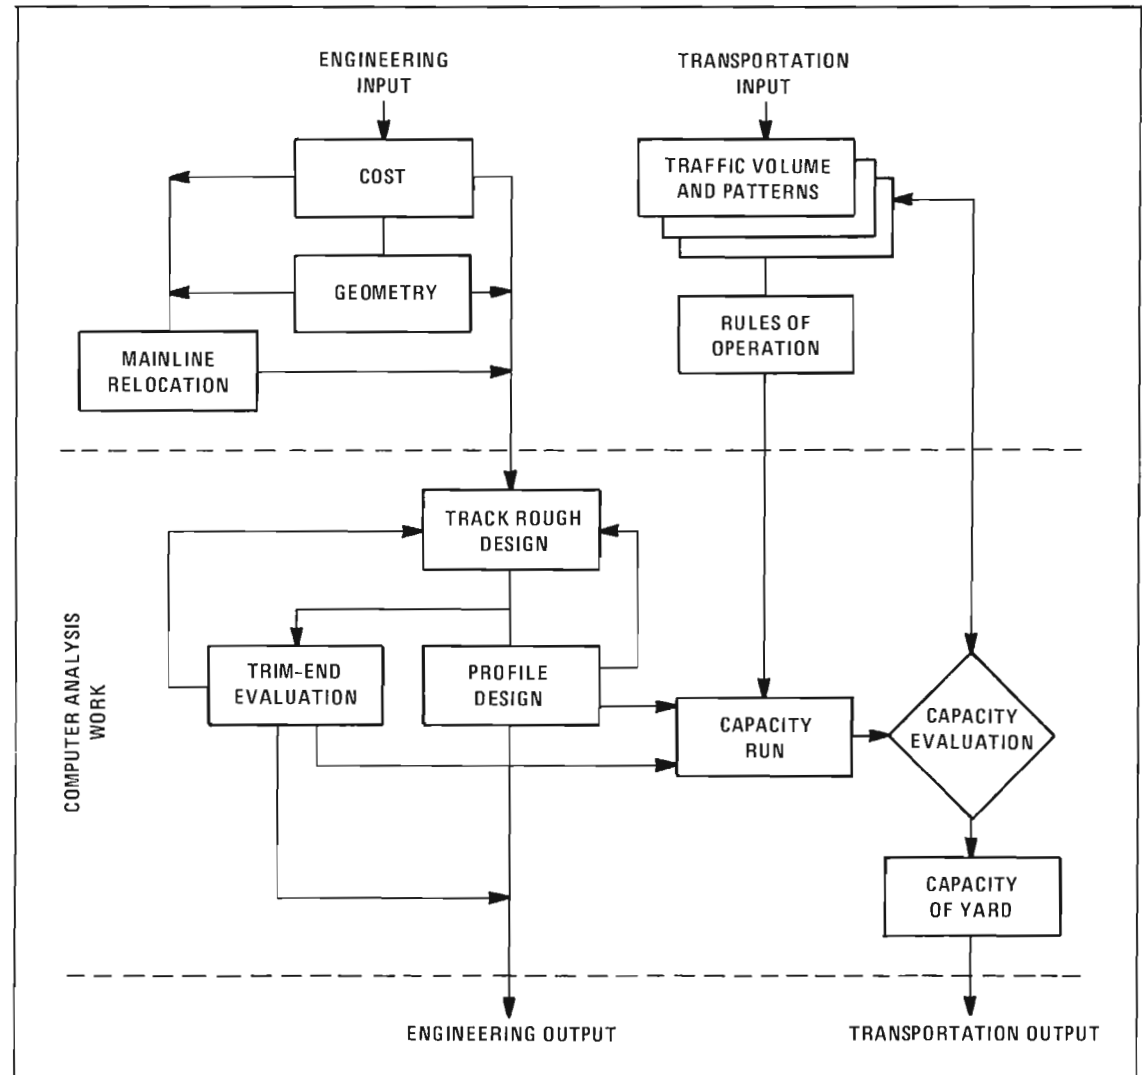 ENGINEERING
INPUT
TRANSPORTATION
INPUT
COST
TRAFFIC VOLUME
AND PATTERNS
GEOMETRY
RULES OF
OPERATION
MAINLINE
RELOCATION
COMPUTER ANALYSIS
WORK
TRACK ROUGH
DESIGN
TRIM-END
EVALUATION
PROFILE
DESIGN
CAPACITY
RUN
CAPACITY
EVALUATION
CAPACITY
OF YARD
ENGINEERING OUTPUT
TRANSPORTATION OUTPUT